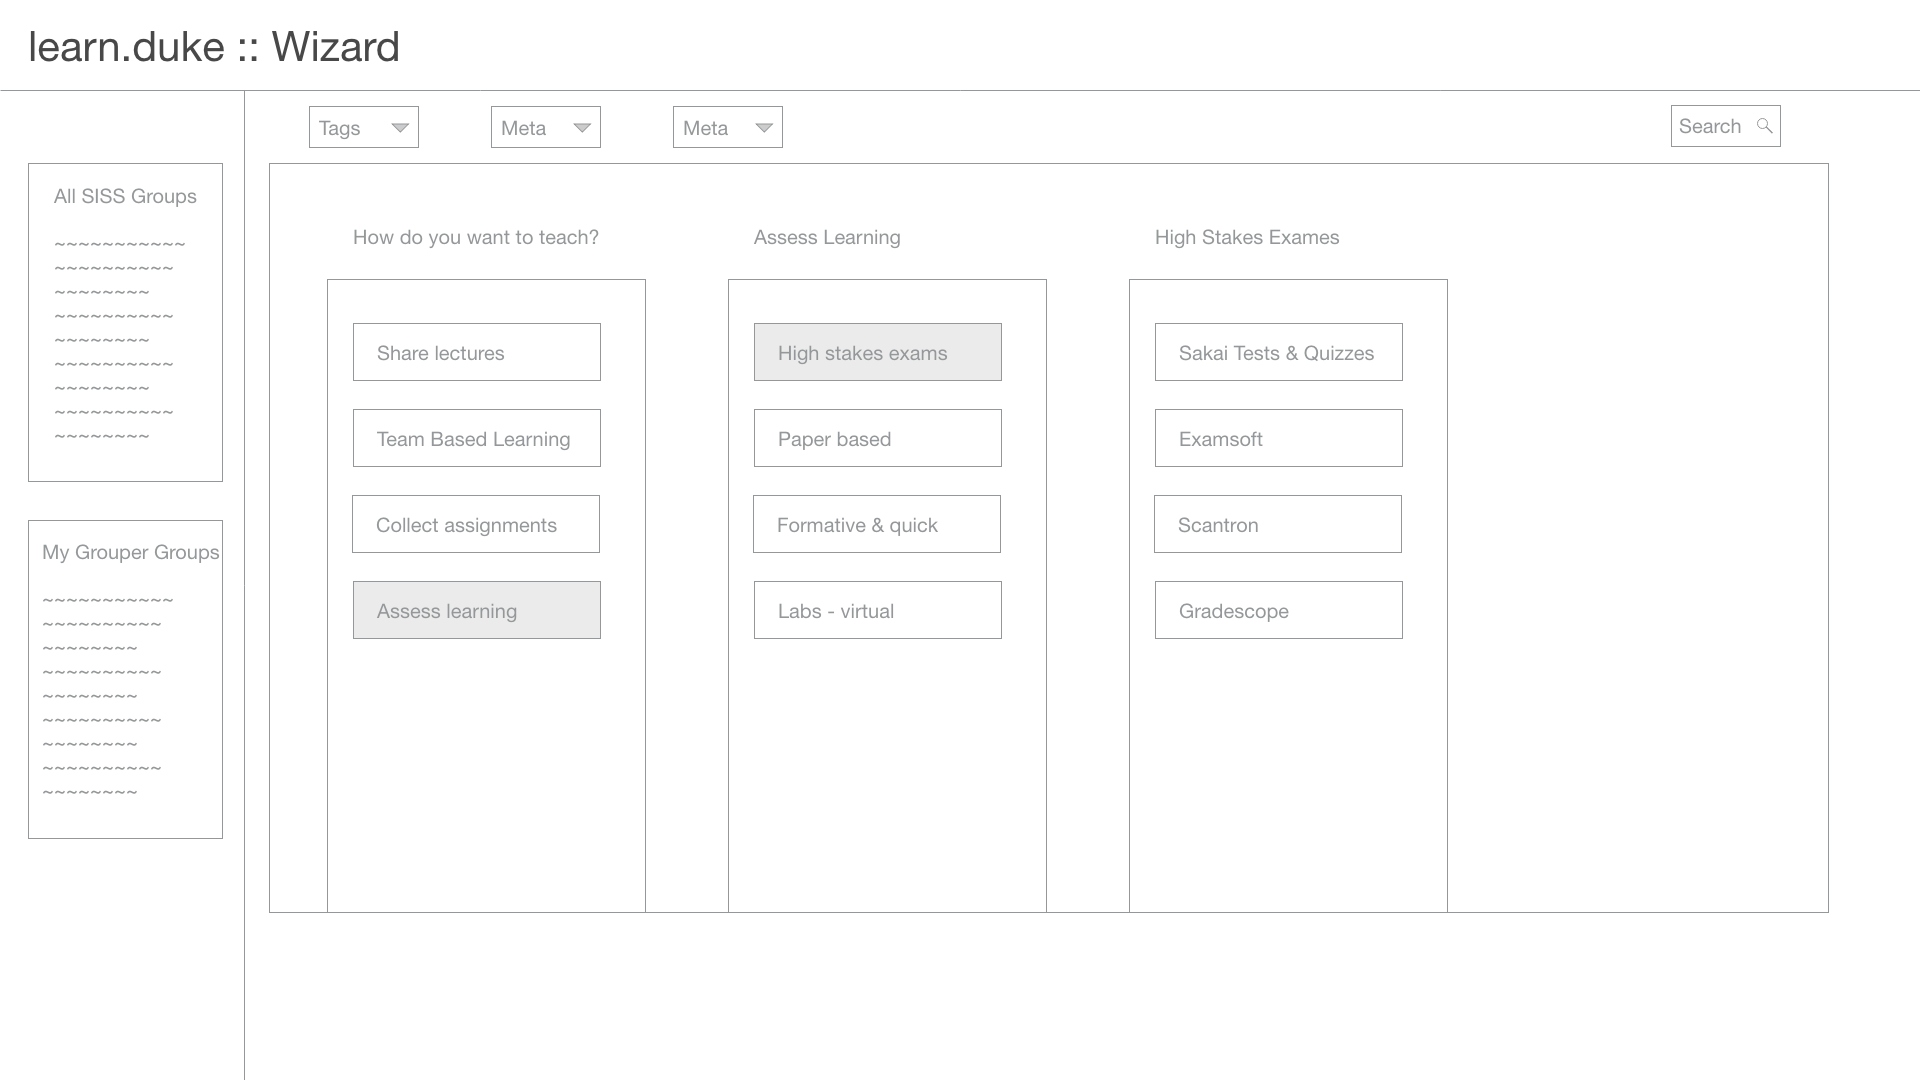 learn.duke :: Wizard
Tags
Meta
Meta
Search
All SISS Groups
~~~~~~~~~~~
~~~~~~~~~~
~~~~~~~~
~~~~~~~~~~
~~~~~~~~
~~~~~~~~~~
~~~~~~~~
~~~~~~~~~~
~~~~~~~~
My Grouper Groups
~~~~~~~~~~~
~~~~~~~~~~
~~~~~~~~
~~~~~~~~~~
~~~~~~~~
~~~~~~~~~~
~~~~~~~~
~~~~~~~~~~
~~~~~~~~
How do you want to teach?
Share lectures
Team Based Learning
Collect assignments
Assess learning
Assess Learning
High stakes exams
Paper based
Formative & quick
Labs - virtual
High Stakes Exames
Sakai Tests & Quizzes
Examsoft
Scantron
Gradescope